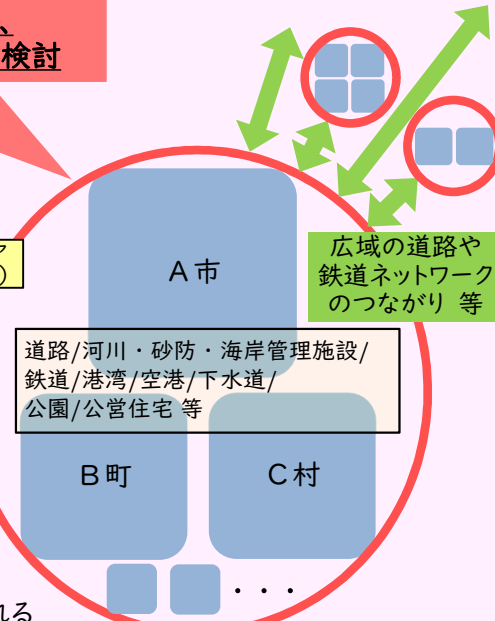 、
検討
A市
広域の道路や
鉄道ネットワーク
のつながり 等
道路/河川・砂防・海岸管理施設/
鉄道/港湾/空港/下水道/
公園/公営住宅 等
B町
C村
・・・
れる